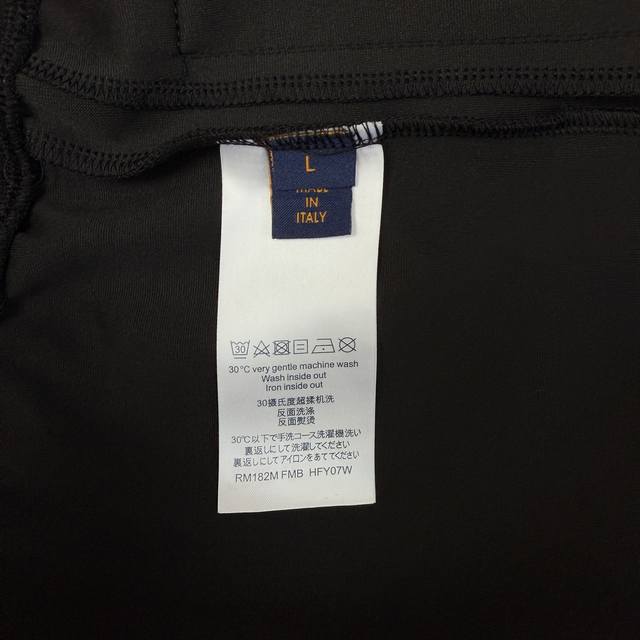 L
MADE
IN
ITALY
30
30°C very gentle machine wash
Wash inside out
Iron inside out
30摄氏度超揉机洗
反面洗涤
反面熨烫
30℃以下で手洗コース洗濯機洗い
裏返しにして洗濯してください
裏返しにしてアイロンをあててください
RM182M FMB HFY07W